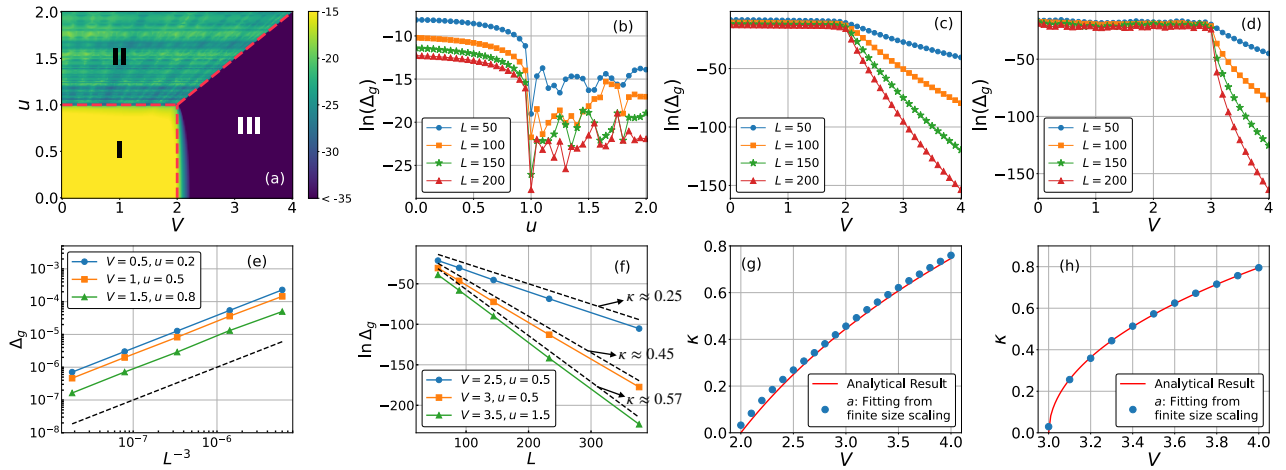 2.0
1.5
1.0
0.5
0.0
u
0
1
2
3
4
V
I
II
III
(a)
-15
-20
-25
-30
< -35
(b)
ln(Δg)
−10
−15
−20
−25
L = 50
L = 100
L = 150
L = 200
0.0
0.5
1.0
1.5
2.0
u
(c)
ln(Δg)
−50
−100
−150
L = 50
L = 100
L = 150
L = 200
0
1
2
3
4
V
(d)
ln(Δg)
−50
−100
−150
L = 50
L = 100
L = 150
L = 200
0
1
2
3
4
V
(e)
Δg
10−3
10−4
10−5
10−6
10−7
10−8
V = 0.5, u = 0.2
V = 1, u = 0.5
V = 1.5, u = 0.8
10−7
10−6
L−3
(f)
ln Δg
−50
−100
−150
−200
κ ≈ 0.25
κ ≈ 0.45
κ ≈ 0.57
V = 2.5, u = 0.5
V = 3, u = 0.5
V = 3.5, u = 1.5
100
200
300
L
(g)
κ
0.8
0.6
0.4
0.2
0.0
Analytical Result
a: Fitting from
finite size scaling
2.0
2.5
3.0
3.5
4.0
V
(h)
κ
0.8
0.6
0.4
0.2
0.0
Analytical Result
a: Fitting from
finite size scaling
3.0
3.2
3.4
3.6
3.8
4.0
V